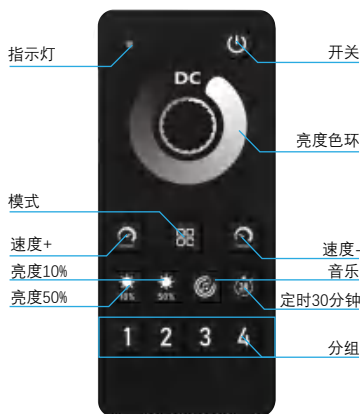 指示灯
开关
DC
亮度色环
模式
速度+
速度-
亮度10%
音乐
亮度50%
10%
50%
30
定时30分钟
1 2 3 4
分组